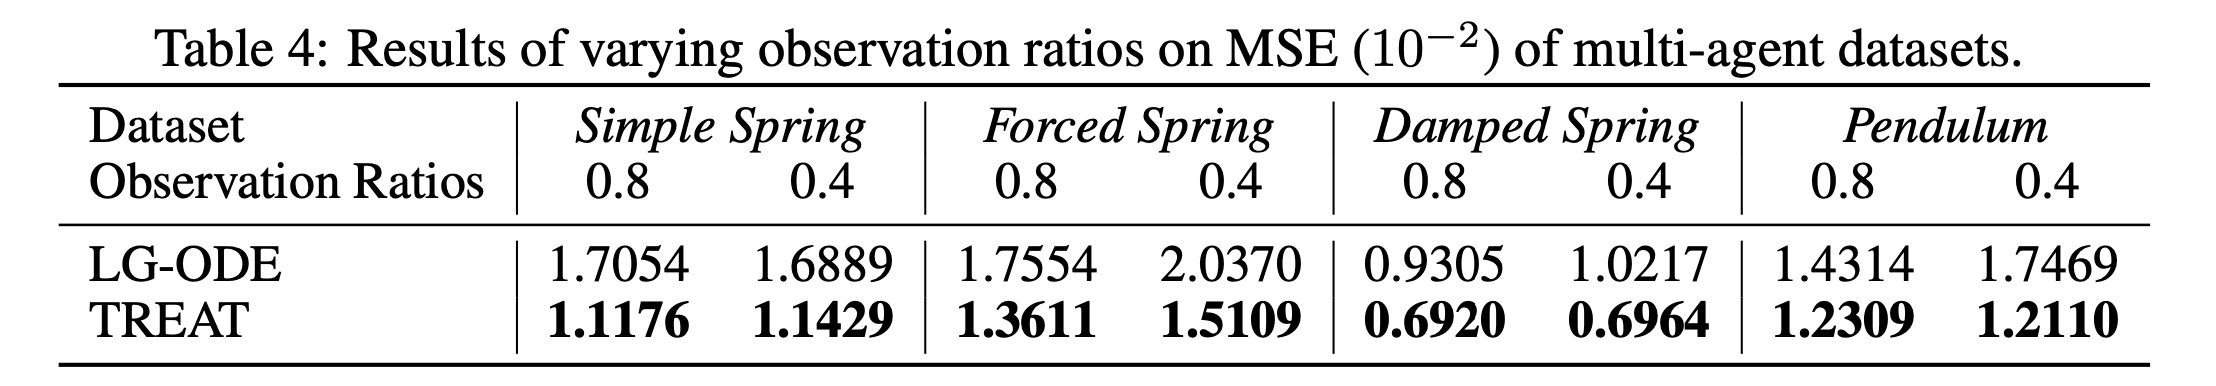 Table 4: Results of varying observation ratios on MSE (10⁻²) of multi-agent datasets.
Dataset Simple Spring Forced Spring Damped Spring Pendulum
Observation Ratios 0.8 0.4 0.8 0.4 0.8 0.4 0.8 0.4
LG-ODE 1.7054 1.6889 1.7554 2.0370 0.9305 1.0217 1.4314 1.7469
TREAT 1.1176 1.1429 1.3611 1.5109 0.6920 0.6964 1.2309 1.2110